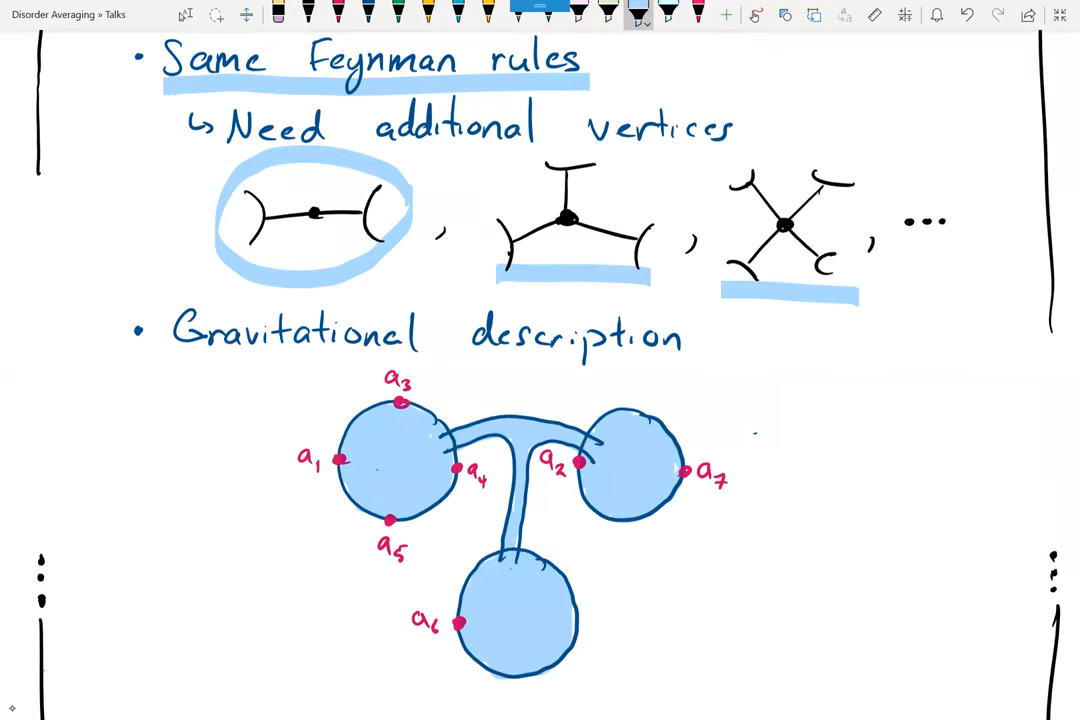 Disorder Averaging » Talks
• Same Feynman rules
↳ Need additional vertices
, , , ...
• Gravitational description
a3
a1 a4 a2 a7
a5
a6